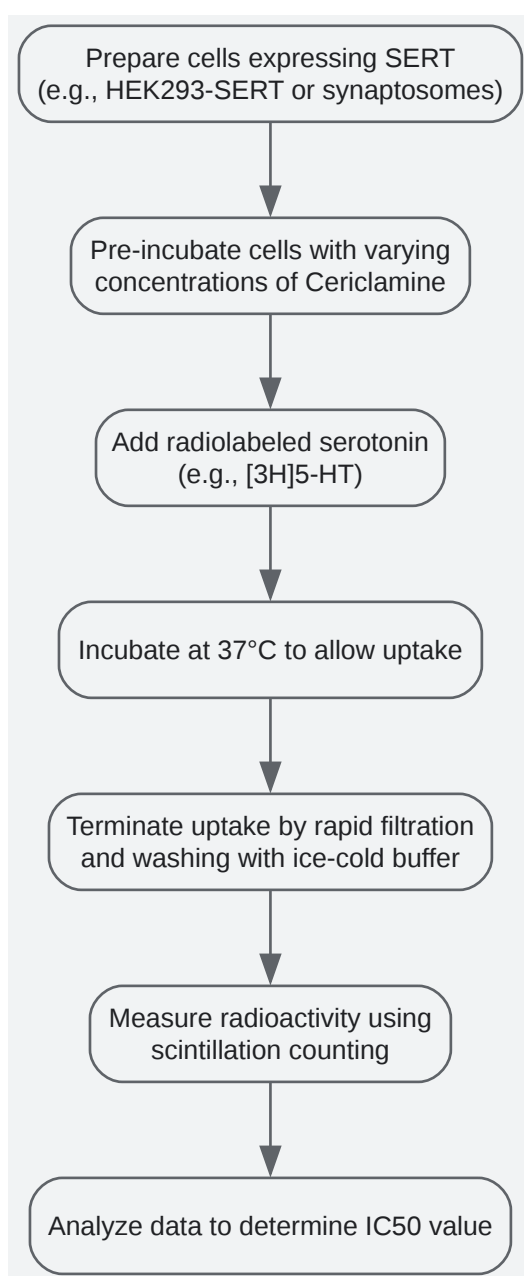 Prepare cells expressing SERT
(e.g., HEK293-SERT or synaptosomes)
Pre-incubate cells with varying
concentrations of Cericlamine
Add radiolabeled serotonin
(e.g., [3H]5-HT)
Incubate at 37°C to allow uptake
Terminate uptake by rapid filtration
and washing with ice-cold buffer
Measure radioactivity using
scintillation counting
Analyze data to determine IC50 value